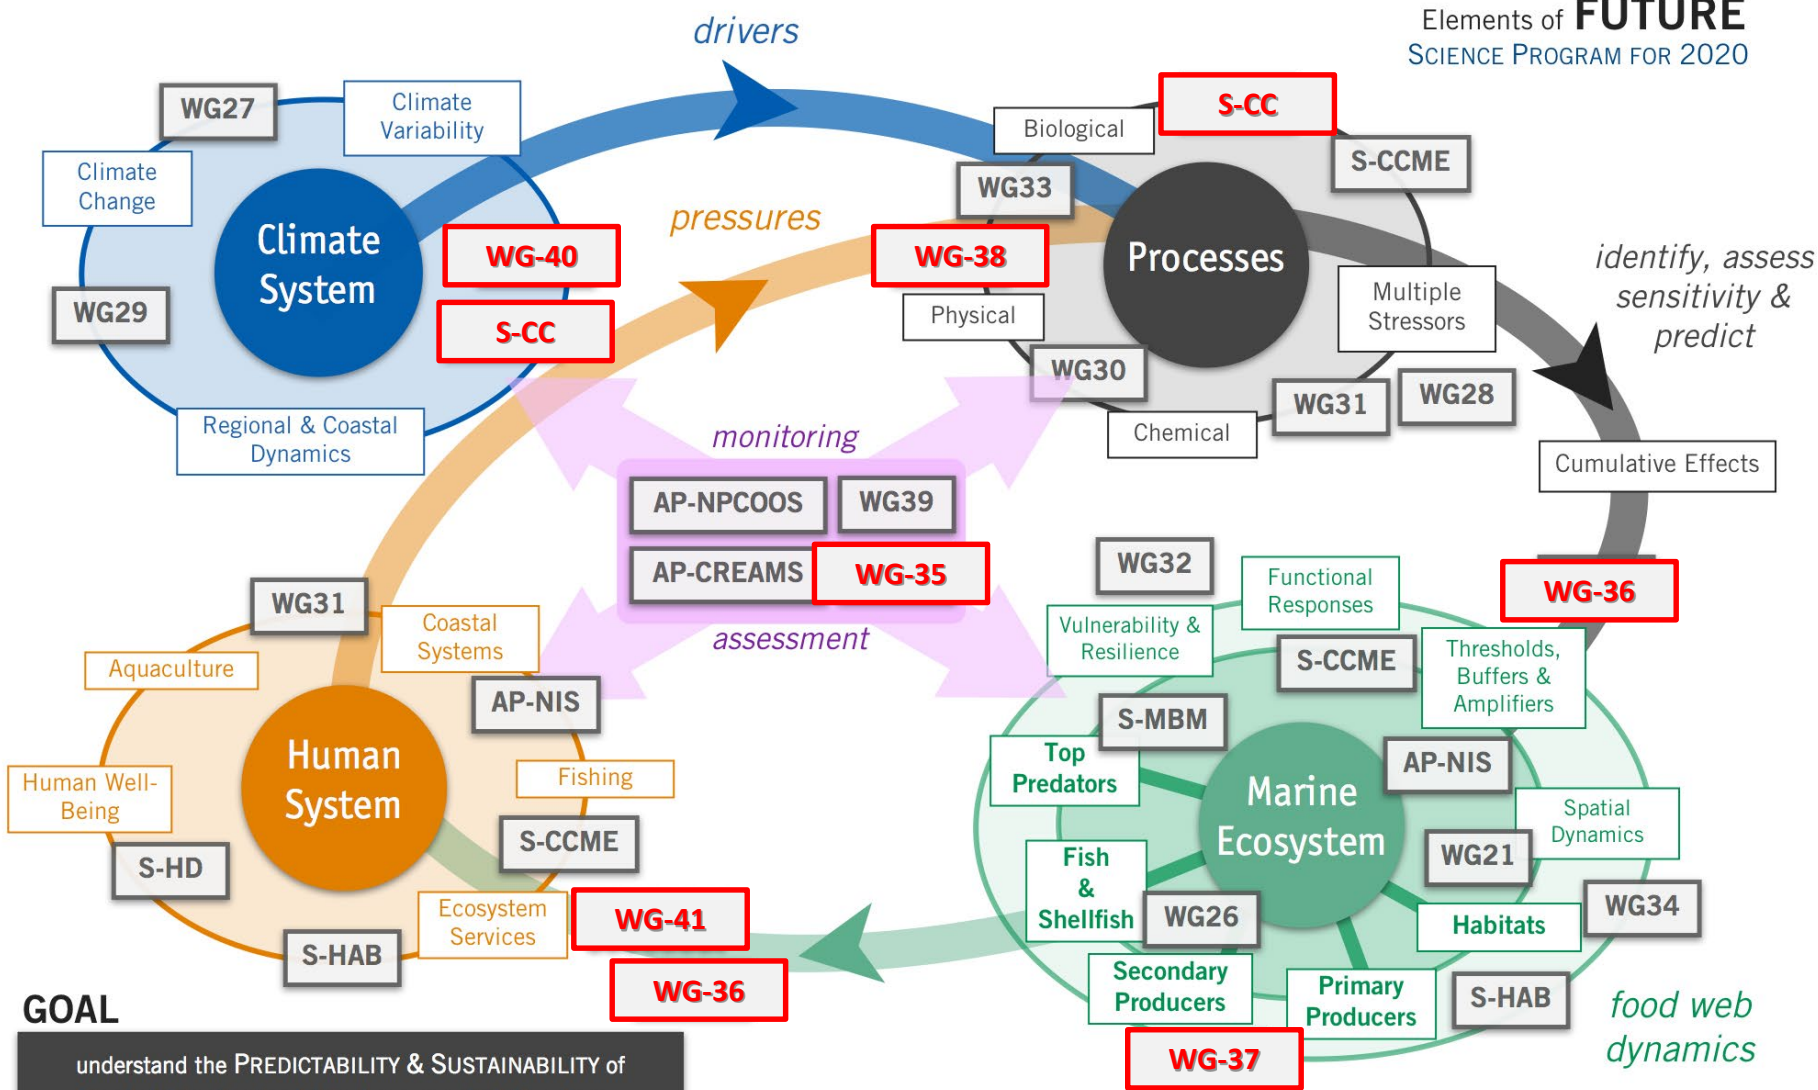 Elements of FUTURE
SCIENCE PROGRAM FOR 2020
drivers
WG27
Climate
Variability
Climate
Change
Climate
System
WG-40
S-CC
WG29
Regional & Coastal
Dynamics
pressures
S-CC
Biological
S-CCME
WG33
WG-38
Processes
Physical
Multiple
Stressors
WG30
WG31
WG28
Chemical
identify, assess
sensitivity &
predict
Cumulative Effects
monitoring
AP-NPCOOS
WG39
AP-CREAMS
WG-35
assessment
WG31
Coastal
Systems
Aquaculture
AP-NIS
Human
System
Fishing
Human Well-
Being
S-CCME
S-HD
Ecosystem
Services
S-HAB
WG-41
WG-36
WG32
Functional
Responses
WG-36
Vulnerability &
Resilience
S-CCME
Thresholds,
Buffers &
Amplifiers
S-MBM
Top
Predators
AP-NIS
Marine
Ecosystem
Spatial
Dynamics
WG21
Fish
&
Shellfish
WG26
Habitats
WG34
Secondary
Producers
Primary
Producers
S-HAB
WG-37
food web
dynamics
GOAL
understand the PREDICTABILITY & SUSTAINABILITY of